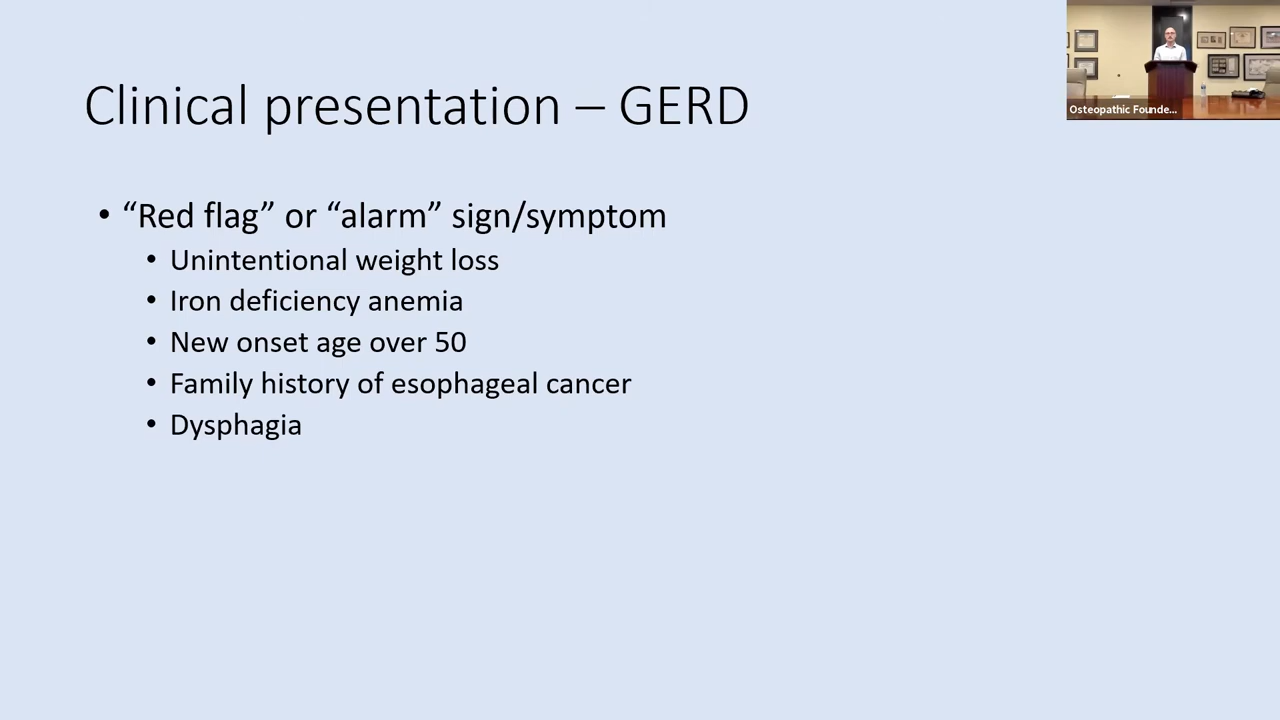 Clinical presentation – GERD
• “Red flag” or “alarm” sign/symptom
• Unintentional weight loss
• Iron deficiency anemia
• New onset age over 50
• Family history of esophageal cancer
• Dysphagia
Osteopathic Founde...